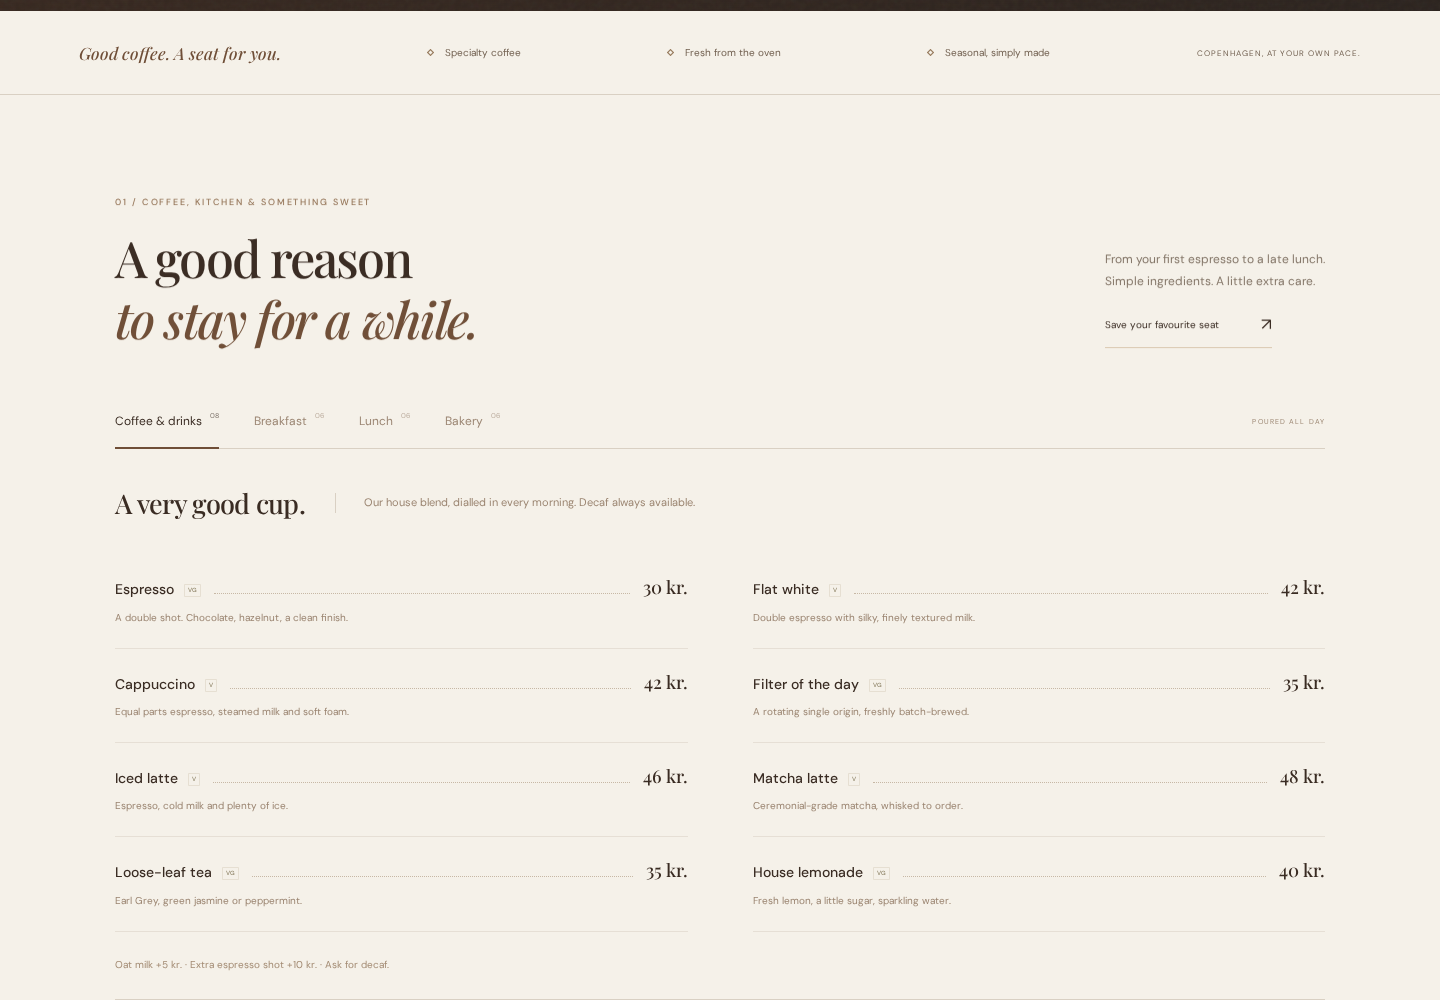 Good coffee. A seat for you.
Specialty coffee
Fresh from the oven
Seasonal, simply made
COPENHAGEN, AT YOUR OWN PACE.
01 / COFFEE, KITCHEN & SOMETHING SWEET
A good reason
to stay for a while.
From your first espresso to a late lunch.
Simple ingredients. A little extra care.
Save your favourite seat
Coffee & drinks 08
Breakfast 06
Lunch 06
Bakery 06
POURED ALL DAY
A very good cup.
Our house blend, dialled in every morning. Decaf always available.
Espresso VG 30 kr.
A double shot. Chocolate, hazelnut, a clean finish.
Flat white V 42 kr.
Double espresso with silky, finely textured milk.
Cappuccino V 42 kr.
Equal parts espresso, steamed milk and soft foam.
Filter of the day VG 35 kr.
A rotating single origin, freshly batch-brewed.
Iced latte V 46 kr.
Espresso, cold milk and plenty of ice.
Matcha latte V 48 kr.
Ceremonial-grade matcha, whisked to order.
Loose-leaf tea VG 35 kr.
Earl Grey, green jasmine or peppermint.
House lemonade VG 40 kr.
Fresh lemon, a little sugar, sparkling water.
Oat milk +5 kr. · Extra espresso shot +10 kr. · Ask for decaf.